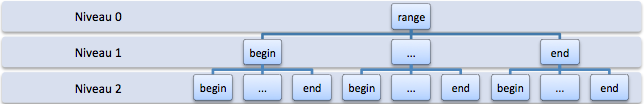 Niveau 0 range
Niveau 1 begin ... end
Niveau 2 begin ... end begin ... end begin ... end